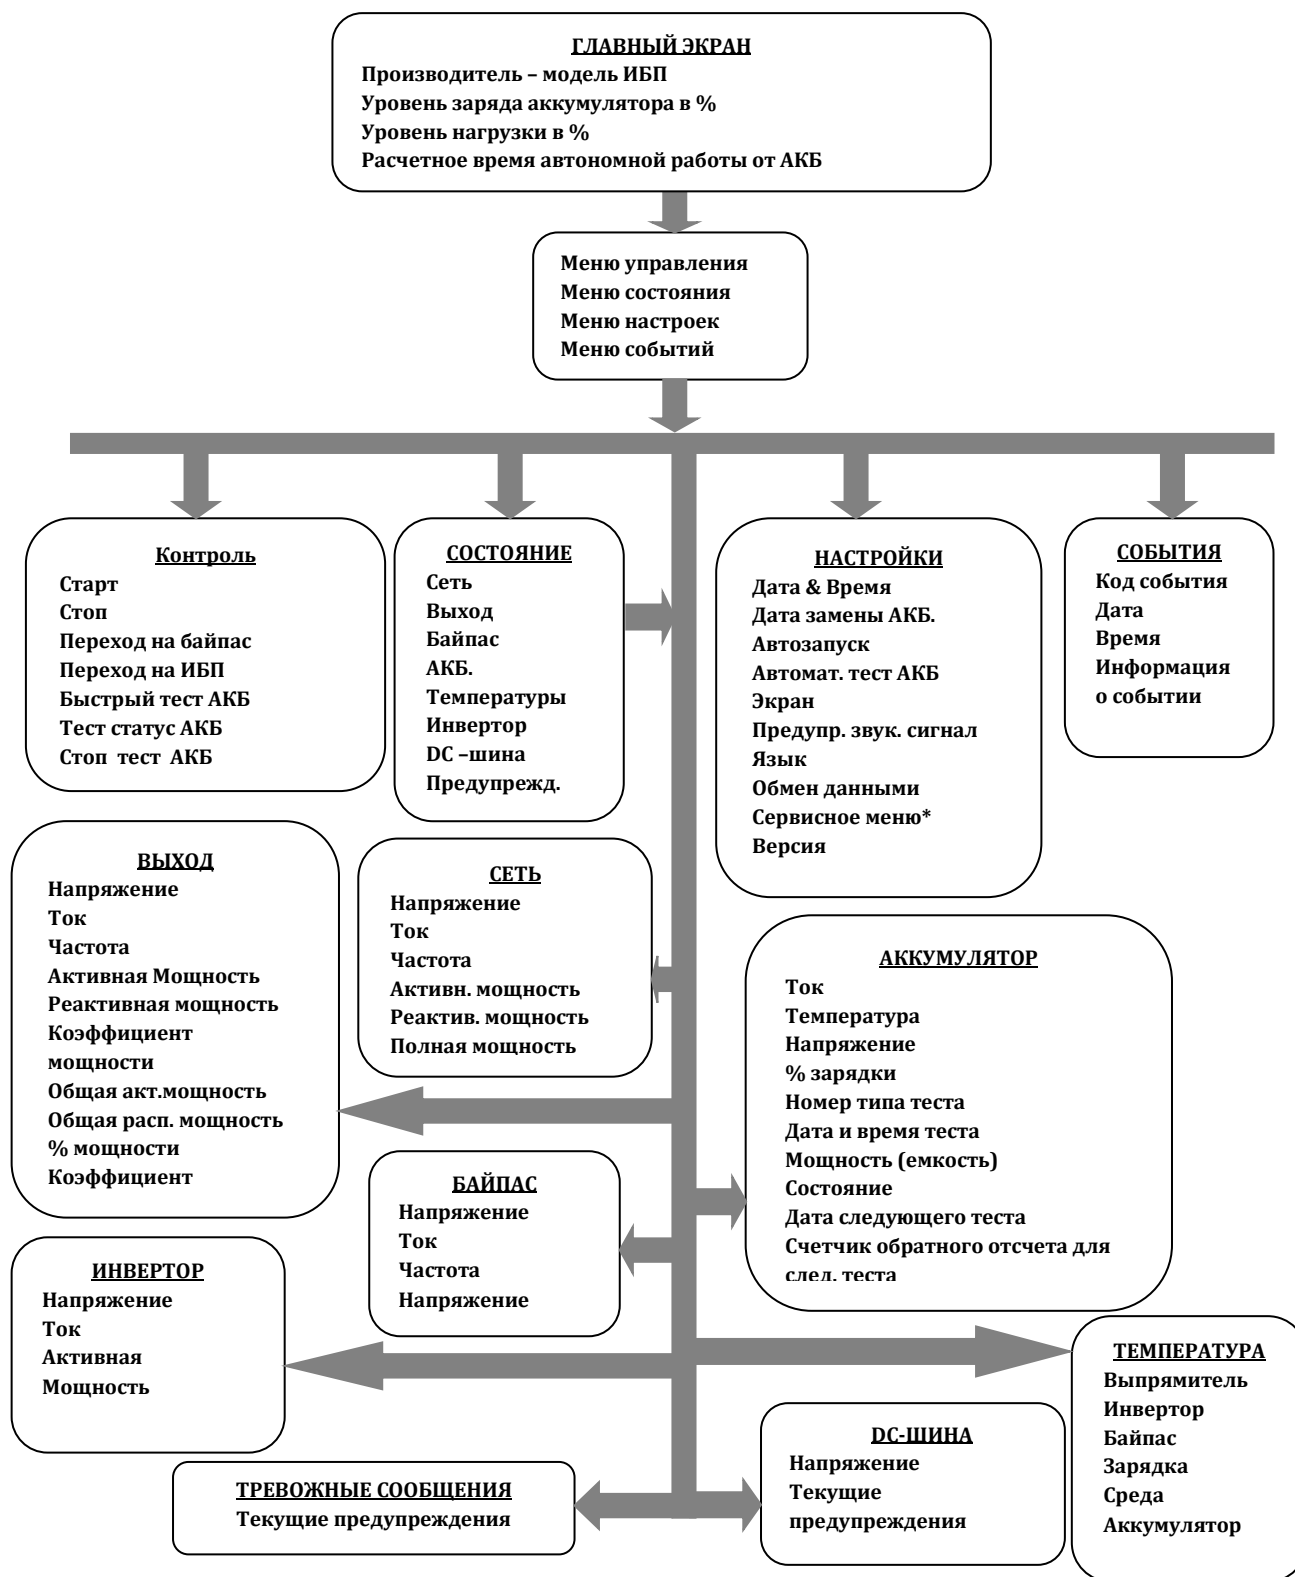 ГЛАВНЫЙ ЭКРАН
Производитель – модель ИБП
Уровень заряда аккумулятора в %
Уровень нагрузки в %
Расчетное время автономной работы от АКБ
Меню управления
Меню состояния
Меню настроек
Меню событий
Контроль
Старт
Стоп
Переход на байпас
Переход на ИБП
Быстрый тест АКБ
Тест статус АКБ
Стоп тест АКБ
СОСТОЯНИЕ
Сеть
Выход
Байпас
АКБ.
Температуры
Инвертор
DC –шина
Предупрежд.
НАСТРОЙКИ
Дата & Время
Дата замены АКБ.
Автозапуск
Автомат. тест АКБ
Экран
Предупр. звук. сигнал
Язык
Обмен данными
Сервисное меню*
Версия
СОБЫТИЯ
Код события
Дата
Время
Информация
о событии
ВЫХОД
Напряжение
Ток
Частота
Активная Мощность
Реактивная мощность
Коэффициент
мощности
Общая акт.мощность
Общая расп. мощность
% мощности
Коэффициент
СЕТЬ
Напряжение
Ток
Частота
Активн. мощность
Реактив. мощность
Полная мощность
АККУМУЛЯТОР
Ток
Температура
Напряжение
% зарядки
Номер типа теста
Дата и время теста
Мощность (емкость)
Состояние
Дата следующего теста
Счетчик обратного отсчета для
след. теста
БАЙПАС
Напряжение
Ток
Частота
Напряжение
ИНВЕРТОР
Напряжение
Ток
Активная
Мощность
ТЕМПЕРАТУРА
Выпрямитель
Инвертор
Байпас
Зарядка
Среда
Аккумулятор
DC-ШИНА
Напряжение
Текущие
предупреждения
ТРЕВОЖНЫЕ СООБЩЕНИЯ
Текущие предупреждения